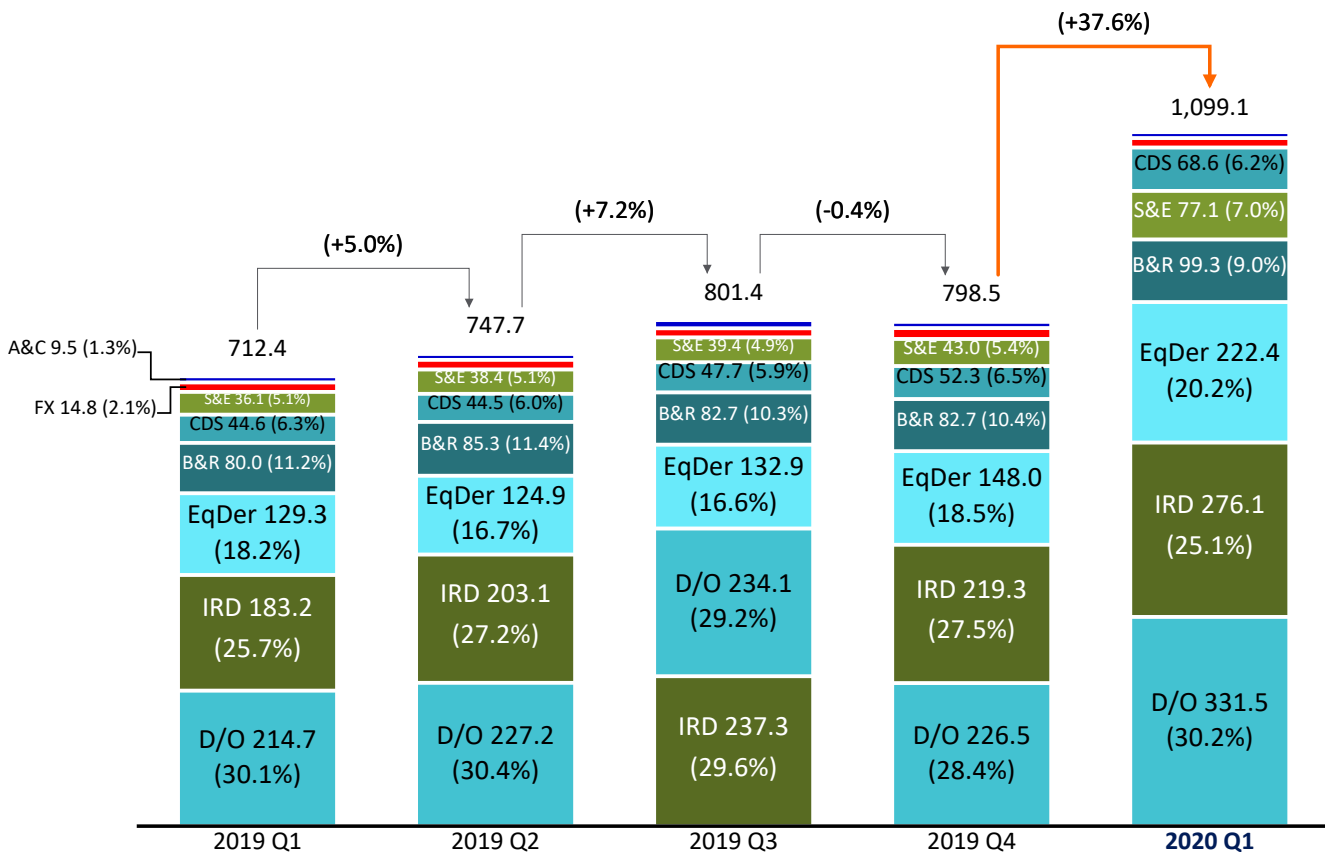 (+37.6%)
1,099.1
CDS 68.6 (6.2%)
S&E 77.1 (7.0%)
B&R 99.3 (9.0%)
EqDer 222.4
(20.2%)
IRD 276.1
(25.1%)
D/O 331.5
(30.2%)
2020 Q1
(-0.4%)
798.5
S&E 43.0 (5.4%)
CDS 52.3 (6.5%)
B&R 82.7 (10.4%)
EqDer 148.0
(18.5%)
IRD 219.3
(27.5%)
D/O 226.5
(28.4%)
2019 Q4
(+7.2%)
801.4
S&E 39.4 (4.9%)
CDS 47.7 (5.9%)
B&R 82.7 (10.3%)
EqDer 132.9
(16.6%)
D/O 234.1
(29.2%)
IRD 237.3
(29.6%)
2019 Q3
(+5.0%)
747.7
S&E 38.4 (5.1%)
CDS 44.5 (6.0%)
B&R 85.3 (11.4%)
EqDer 124.9
(16.7%)
IRD 203.1
(27.2%)
D/O 227.2
(30.4%)
2019 Q2
712.4
A&C 9.5 (1.3%)
FX 14.8 (2.1%)
S&E 36.1 (5.1%)
CDS 44.6 (6.3%)
B&R 80.0 (11.2%)
EqDer 129.3
(18.2%)
IRD 183.2
(25.7%)
D/O 214.7
(30.1%)
2019 Q1